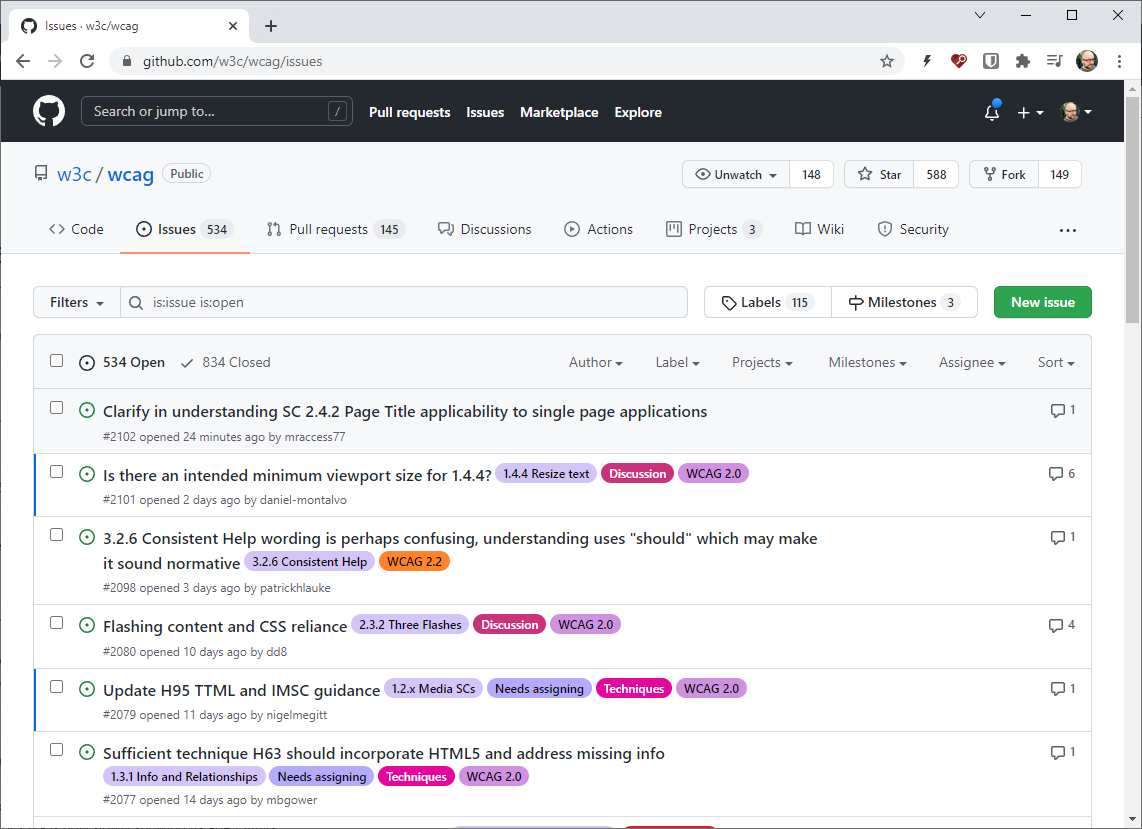 Issues · w3c/wcag
github.com/w3c/wcag/issues
Search or jump to... / Pull requests Issues Marketplace Explore
w3c / wcag Public Unwatch 148 Star 588 Fork 149
Code Issues 534 Pull requests 145 Discussions Actions Projects 3 Wiki Security ...
Filters is:issue is:open Labels 115 Milestones 3 New issue
534 Open 834 Closed Author Label Projects Milestones Assignee Sort
Clarify in understanding SC 2.4.2 Page Title applicability to single page applications 1
#2102 opened 24 minutes ago by mraccess77
Is there an intended minimum viewport size for 1.4.4? 1.4.4 Resize text Discussion WCAG 2.0 6
#2101 opened 2 days ago by daniel-montalvo
3.2.6 Consistent Help wording is perhaps confusing, understanding uses "should" which may make 1
it sound normative 3.2.6 Consistent Help WCAG 2.2
#2098 opened 3 days ago by patrickhlauke
Flashing content and CSS reliance 2.3.2 Three Flashes Discussion WCAG 2.0 4
#2080 opened 10 days ago by dd8
Update H95 TTML and IMSC guidance 1.2.x Media SCs Needs assigning Techniques WCAG 2.0 1
#2079 opened 11 days ago by nigelmegitt
Sufficient technique H63 should incorporate HTML5 and address missing info 1
1.3.1 Info and Relationships Needs assigning Techniques WCAG 2.0
#2077 opened 14 days ago by mbgower